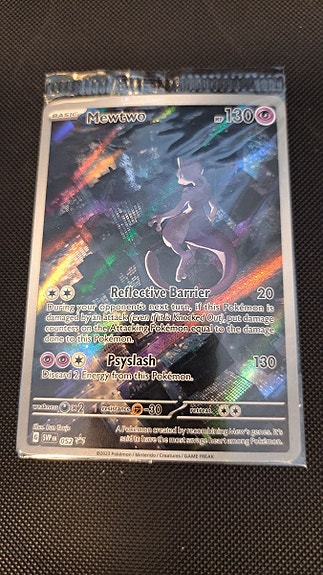 BASIC Mewtwo HP 130
Reflective Barrier 20
During your opponent's next turn, if this Pokémon is
damaged by an attack (even if this Knocked Out), put damage
counters on the Attacking Pokémon equal to the damage
done to this Pokémon.
Psyslash 130
Discard 2 Energy from this Pokémon.
weakness ×2 resistance -30 retreat
Illus.
G SVP EN 052
A Pokémon created by recombining Mew's genes. It's
said to have the most savage heart among Pokémon.
©2023 Pokémon / Nintendo / Creatures / GAME FREAK